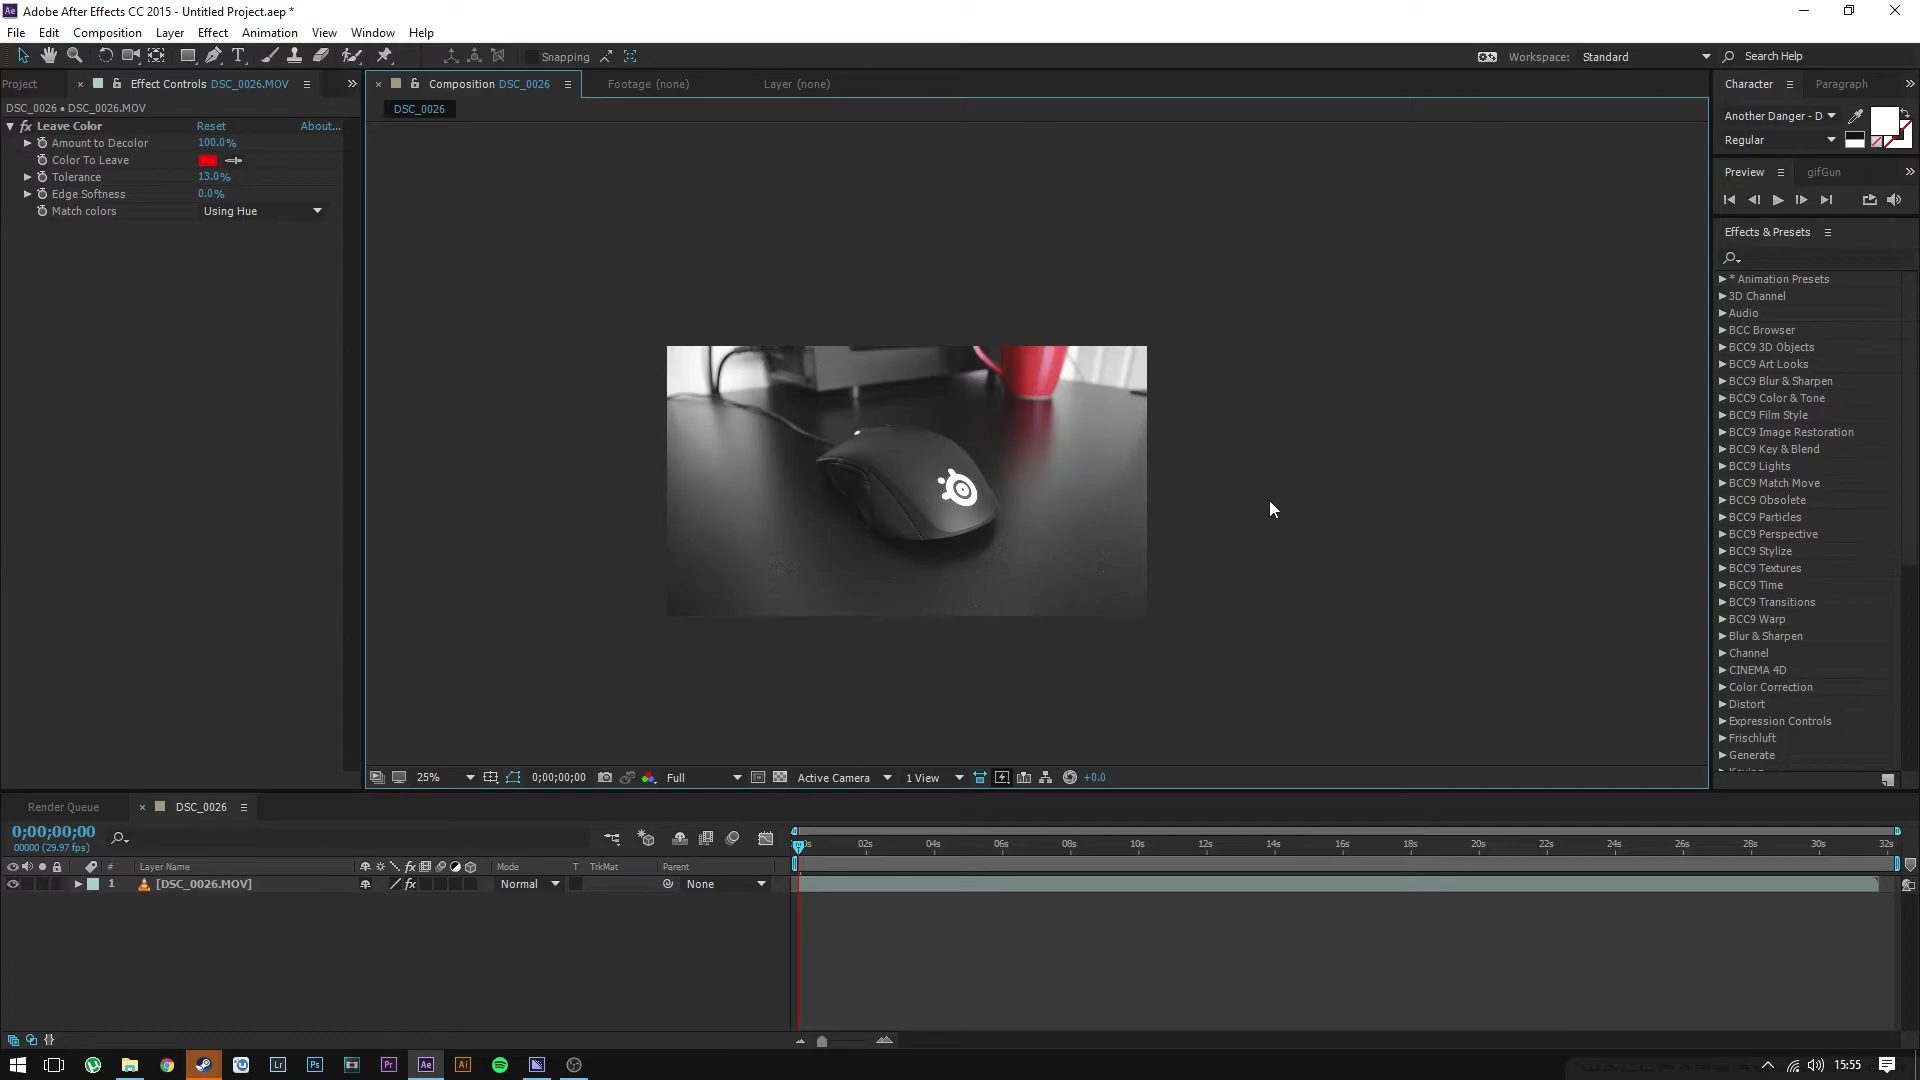 Adobe After Effects CC 2015 - Untitled Project.aep *
File Edit Composition Layer Effect Animation View Window Help
Snapping
Workspace: Standard
Search Help
Project
Effect Controls DSC_0026.MOV
Composition DSC_0026
Footage (none)
Layer (none)
Character
Paragraph
DSC_0026 • DSC_0026.MOV
DSC_0026
Leave Color Reset About...
Amount to Decolor 100.0%
Color To Leave
Tolerance 13.0%
Edge Softness 0.0%
Match colors Using Hue
Another Danger - D
Regular
Preview
gifGun
Effects & Presets
* Animation Presets
3D Channel
Audio
BCC Browser
BCC9 3D Objects
BCC9 Art Looks
BCC9 Blur & Sharpen
BCC9 Color & Tone
BCC9 Film Style
BCC9 Image Restoration
BCC9 Key & Blend
BCC9 Lights
BCC9 Match Move
BCC9 Obsolete
BCC9 Particles
BCC9 Perspective
BCC9 Stylize
BCC9 Textures
BCC9 Time
BCC9 Transitions
BCC9 Warp
Blur & Sharpen
Channel
CINEMA 4D
Color Correction
Distort
Expression Controls
Frischluft
Generate
25% 0;00;00;00 Full Active Camera 1 View +0.0
Render Queue
DSC_0026
0;00;00;00
00000 (29.97 fps)
02s 04s 06s 08s 10s 12s 14s 16s 18s 20s 22s 24s 26s 28s 30s 32s
# Layer Name Mode T TrkMat Parent
1 [DSC_0026.MOV] Normal None
Lr Ps Pr Ae Ai
15:55